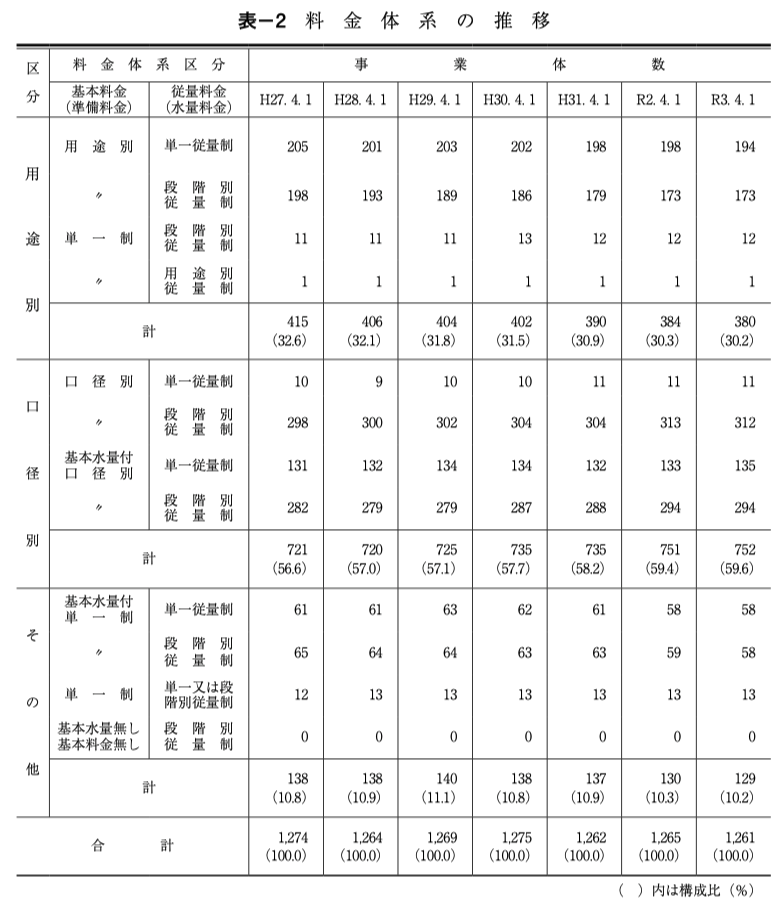 表－2 料金体系の推移
区分 料金体系区分 事業体数
基本料金（準備料金） 従量料金（水量料金） H27. 4. 1 H28. 4. 1 H29. 4. 1 H30. 4. 1 H31. 4. 1 R2. 4. 1 R3. 4. 1
用途別
用途別 単一従量制 205 201 203 202 198 198 194
〃 段階別従量制 198 193 189 186 179 173 173
単一制 段階別従量制 11 11 11 13 12 12 12
〃 用途別従量制 1 1 1 1 1 1 1
計 415 406 404 402 390 384 380
（32.6） （32.1） （31.8） （31.5） （30.9） （30.3） （30.2）
口径別
口径別 単一従量制 10 9 10 10 11 11 11
〃 段階別従量制 298 300 302 304 304 313 312
基本水量付口径別 単一従量制 131 132 134 134 132 133 135
〃 段階別従量制 282 279 279 287 288 294 294
計 721 720 725 735 735 751 752
（56.6） （57.0） （57.1） （57.7） （58.2） （59.4） （59.6）
その他
基本水量付単一制 単一従量制 61 61 63 62 61 58 58
〃 段階別従量制 65 64 64 63 63 59 58
単一制 単一又は段階別従量制 12 13 13 13 13 13 13
基本水量無し基本料金無し 段階別従量制 0 0 0 0 0 0 0
計 138 138 140 138 137 130 129
（10.8） （10.9） （11.1） （10.8） （10.9） （10.3） （10.2）
合計 1,274 1,264 1,269 1,275 1,262 1,265 1,261
（100.0） （100.0） （100.0） （100.0） （100.0） （100.0） （100.0）
（ ）内は構成比（％）